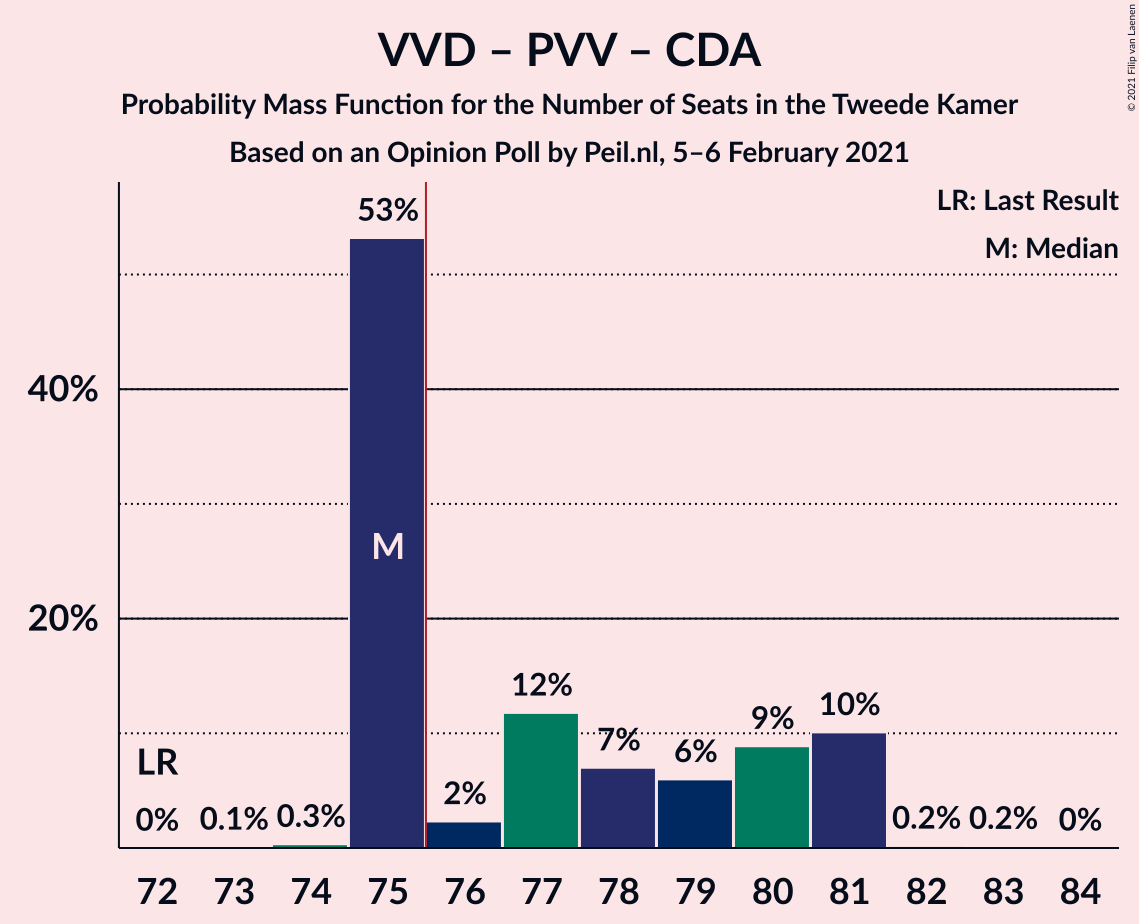 VVD – PVV – CDA
Probability Mass Function for the Number of Seats in the Tweede Kamer
Based on an Opinion Poll by Peil.nl, 5–6 February 2021
© 2021 Filip van Laenen
LR: Last Result
M: Median
53%
40%
M
20%
12%
10%
9%
7%
6%
LR
2%
0%
0.1%
0.3%
0.2%
0.2%
0%
72 73 74 75 76 77 78 79 80 81 82 83 84